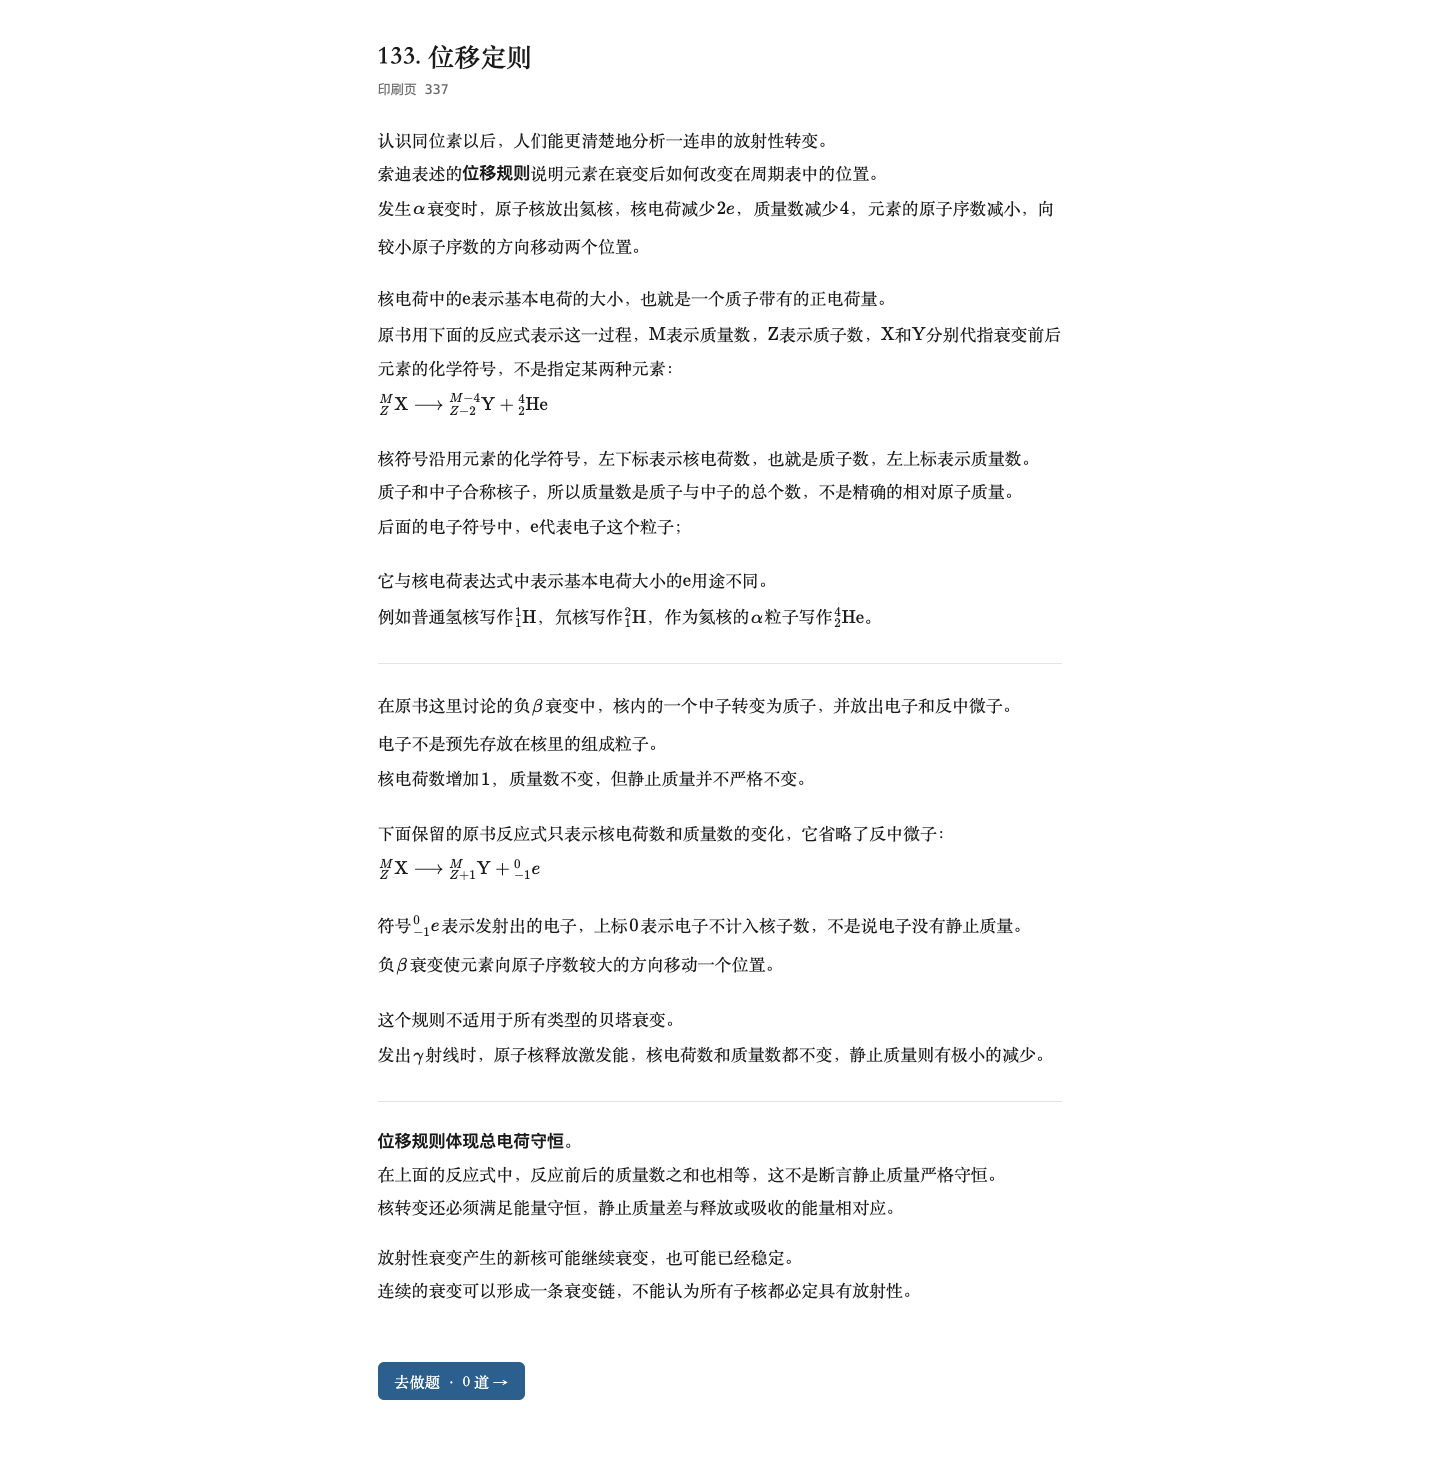 133. 位移定则
印刷页 337
认识同位素以后，人们能更清楚地分析一连串的放射性转变。
索迪表述的位移规则说明元素在衰变后如何改变在周期表中的位置。
发生α衰变时，原子核放出氦核，核电荷减少2e，质量数减少4，元素的原子序数减小，向
较小原子序数的方向移动两个位置。
核电荷中的e表示基本电荷的大小，也就是一个质子带有的正电荷量。
原书用下面的反应式表示这一过程，M表示质量数，Z表示质子数，X和Y分别代指衰变前后
元素的化学符号，不是指定某两种元素：
$^{M}_{Z}$X ⟶ $^{M-4}_{Z-2}$Y + $^{4}_{2}$He
核符号沿用元素的化学符号，左下标表示核电荷数，也就是质子数，左上标表示质量数。
质子和中子合称核子，所以质量数是质子与中子的总个数，不是精确的相对原子质量。
后面的电子符号中，e代表电子这个粒子；
它与核电荷表达式中表示基本电荷大小的e用途不同。
例如普通氢核写作$^{1}_{1}$H，氘核写作$^{2}_{1}$H，作为氦核的α粒子写作$^{4}_{2}$He。
在原书这里讨论的负β衰变中，核内的一个中子转变为质子，并放出电子和反中微子。
电子不是预先存放在核里的组成粒子。
核电荷数增加1，质量数不变，但静止质量并不严格不变。
下面保留的原书反应式只表示核电荷数和质量数的变化，它省略了反中微子：
$^{M}_{Z}$X ⟶ $^{M}_{Z+1}$Y + $^{0}_{-1}$e
符号$^{0}_{-1}$e表示发射出的电子，上标0表示电子不计入核子数，不是说电子没有静止质量。
负β衰变使元素向原子序数较大的方向移动一个位置。
这个规则不适用于所有类型的贝塔衰变。
发出γ射线时，原子核释放激发能，核电荷数和质量数都不变，静止质量则有极小的减少。
位移规则体现总电荷守恒。
在上面的反应式中，反应前后的质量数之和也相等，这不是断言静止质量严格守恒。
核转变还必须满足能量守恒，静止质量差与释放或吸收的能量相对应。
放射性衰变产生的新核可能继续衰变，也可能已经稳定。
连续的衰变可以形成一条衰变链，不能认为所有子核都必定具有放射性。
去做题 · 0 道 →